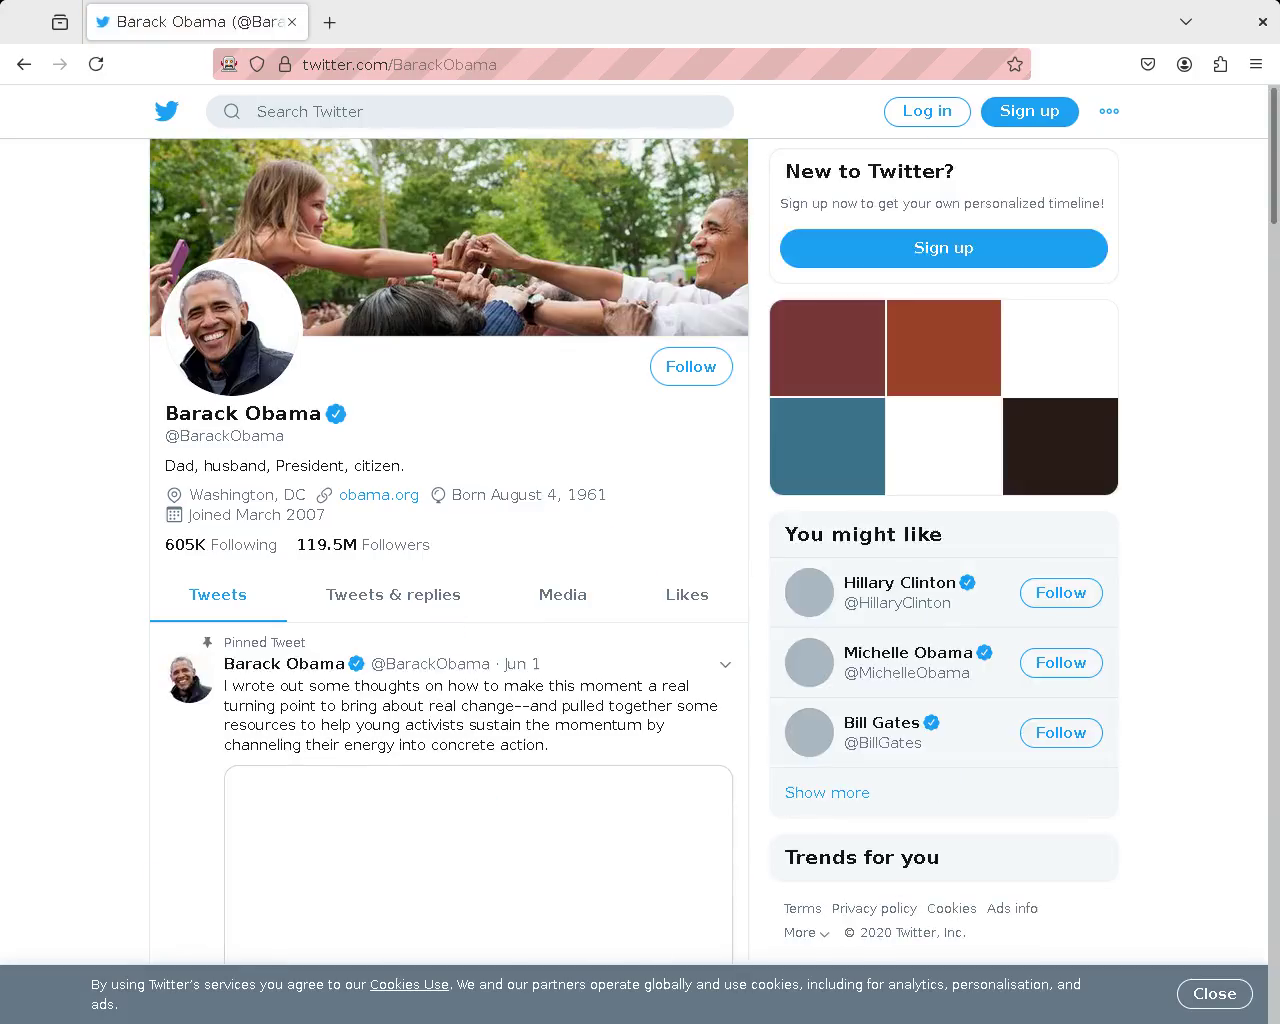 Barack Obama (@Bara
twitter.com/BarackObama
Search Twitter
Log in
Sign up
New to Twitter?
Sign up now to get your own personalized timeline!
Sign up
Follow
Barack Obama
@BarackObama
Dad, husband, President, citizen.
Washington, DC obama.org Born August 4, 1961
Joined March 2007
605K Following 119.5M Followers
Tweets Tweets & replies Media Likes
Pinned Tweet
Barack Obama @BarackObama · Jun 1
I wrote out some thoughts on how to make this moment a real
turning point to bring about real change––and pulled together some
resources to help young activists sustain the momentum by
channeling their energy into concrete action.
You might like
Hillary Clinton
@HillaryClinton
Follow
Michelle Obama
@MichelleObama
Follow
Bill Gates
@BillGates
Follow
Show more
Trends for you
Terms Privacy policy Cookies Ads info
More © 2020 Twitter, Inc.
By using Twitter's services you agree to our Cookies Use. We and our partners operate globally and use cookies, including for analytics, personalisation, and
ads.
Close